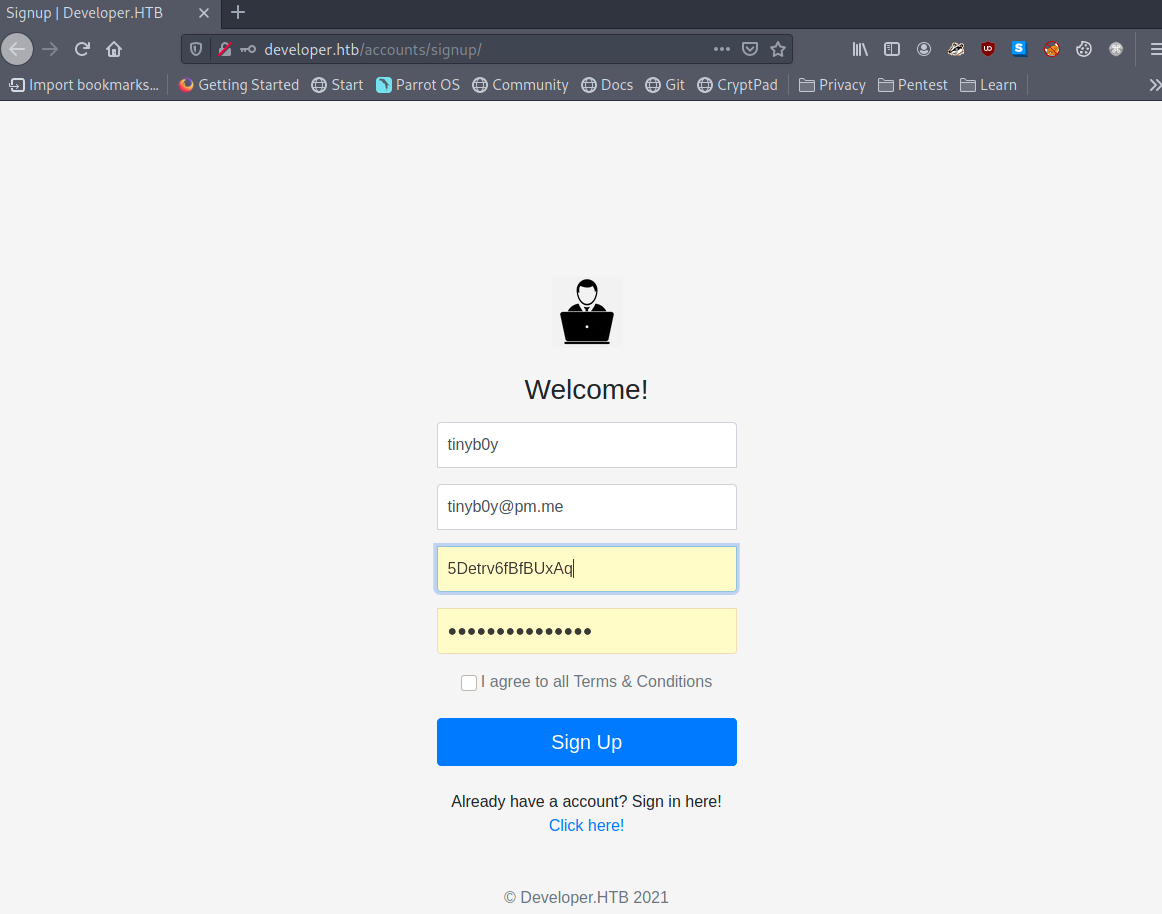 Signup | Developer.HTB
developer.htb/accounts/signup/
Import bookmarks... Getting Started Start Parrot OS Community Docs Git CryptPad Privacy Pentest Learn
Welcome!
tinyb0y
tinyb0y@pm.me
5Detrv6fBfBUxAq
•••••••••••••••
I agree to all Terms & Conditions
Sign Up
Already have a account? Sign in here!
Click here!
© Developer.HTB 2021